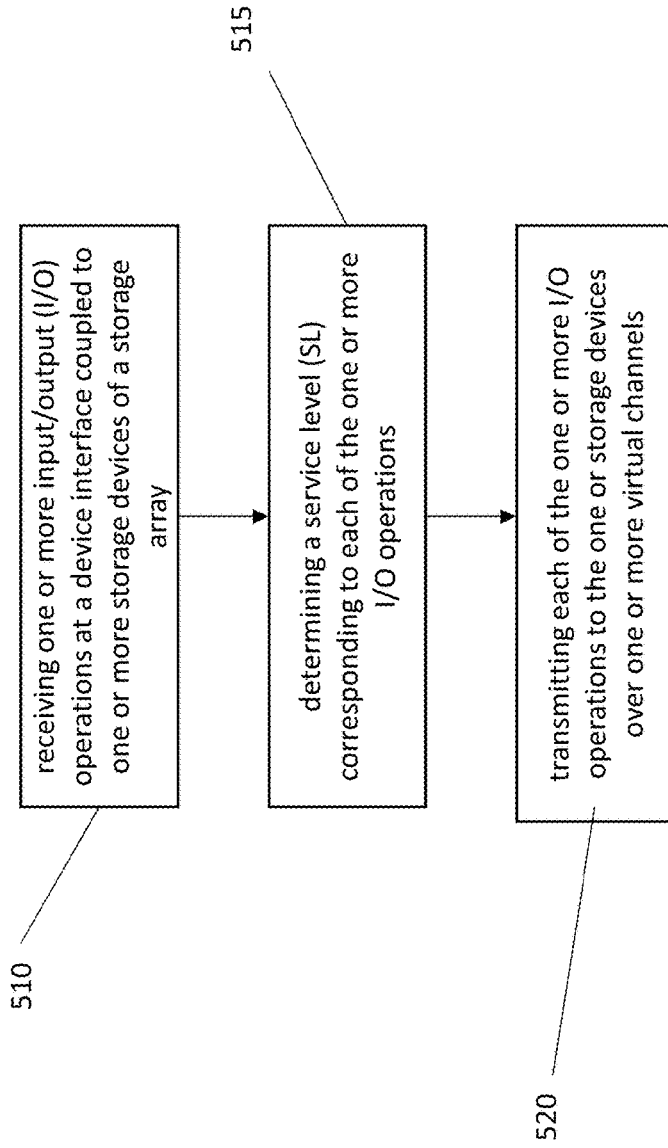 510
receiving one or more input/output (I/O)
operations at a device interface coupled to
one or more storage devices of a storage
array
515
determining a service level (SL)
corresponding to each of the one or more
I/O operations
520
transmitting each of the one or more I/O
operations to the one or storage devices
over one or more virtual channels